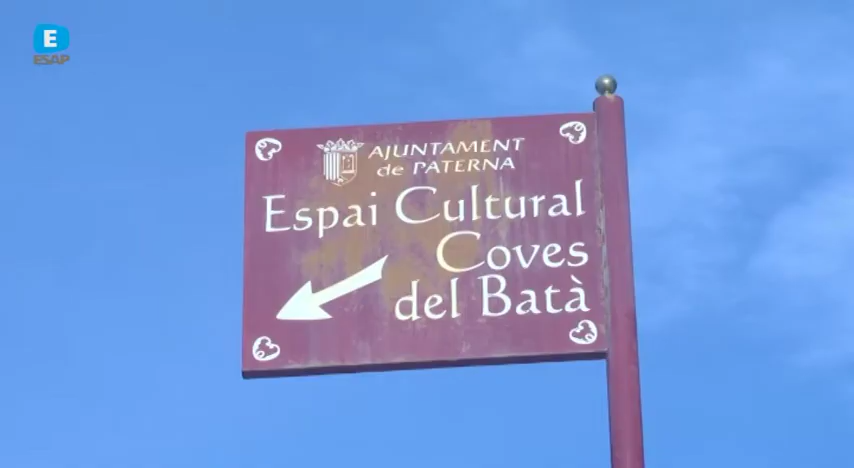 E
ESAP
AJUNTAMENT
de PATERNA
Espai Cultural
Coves
del Batà